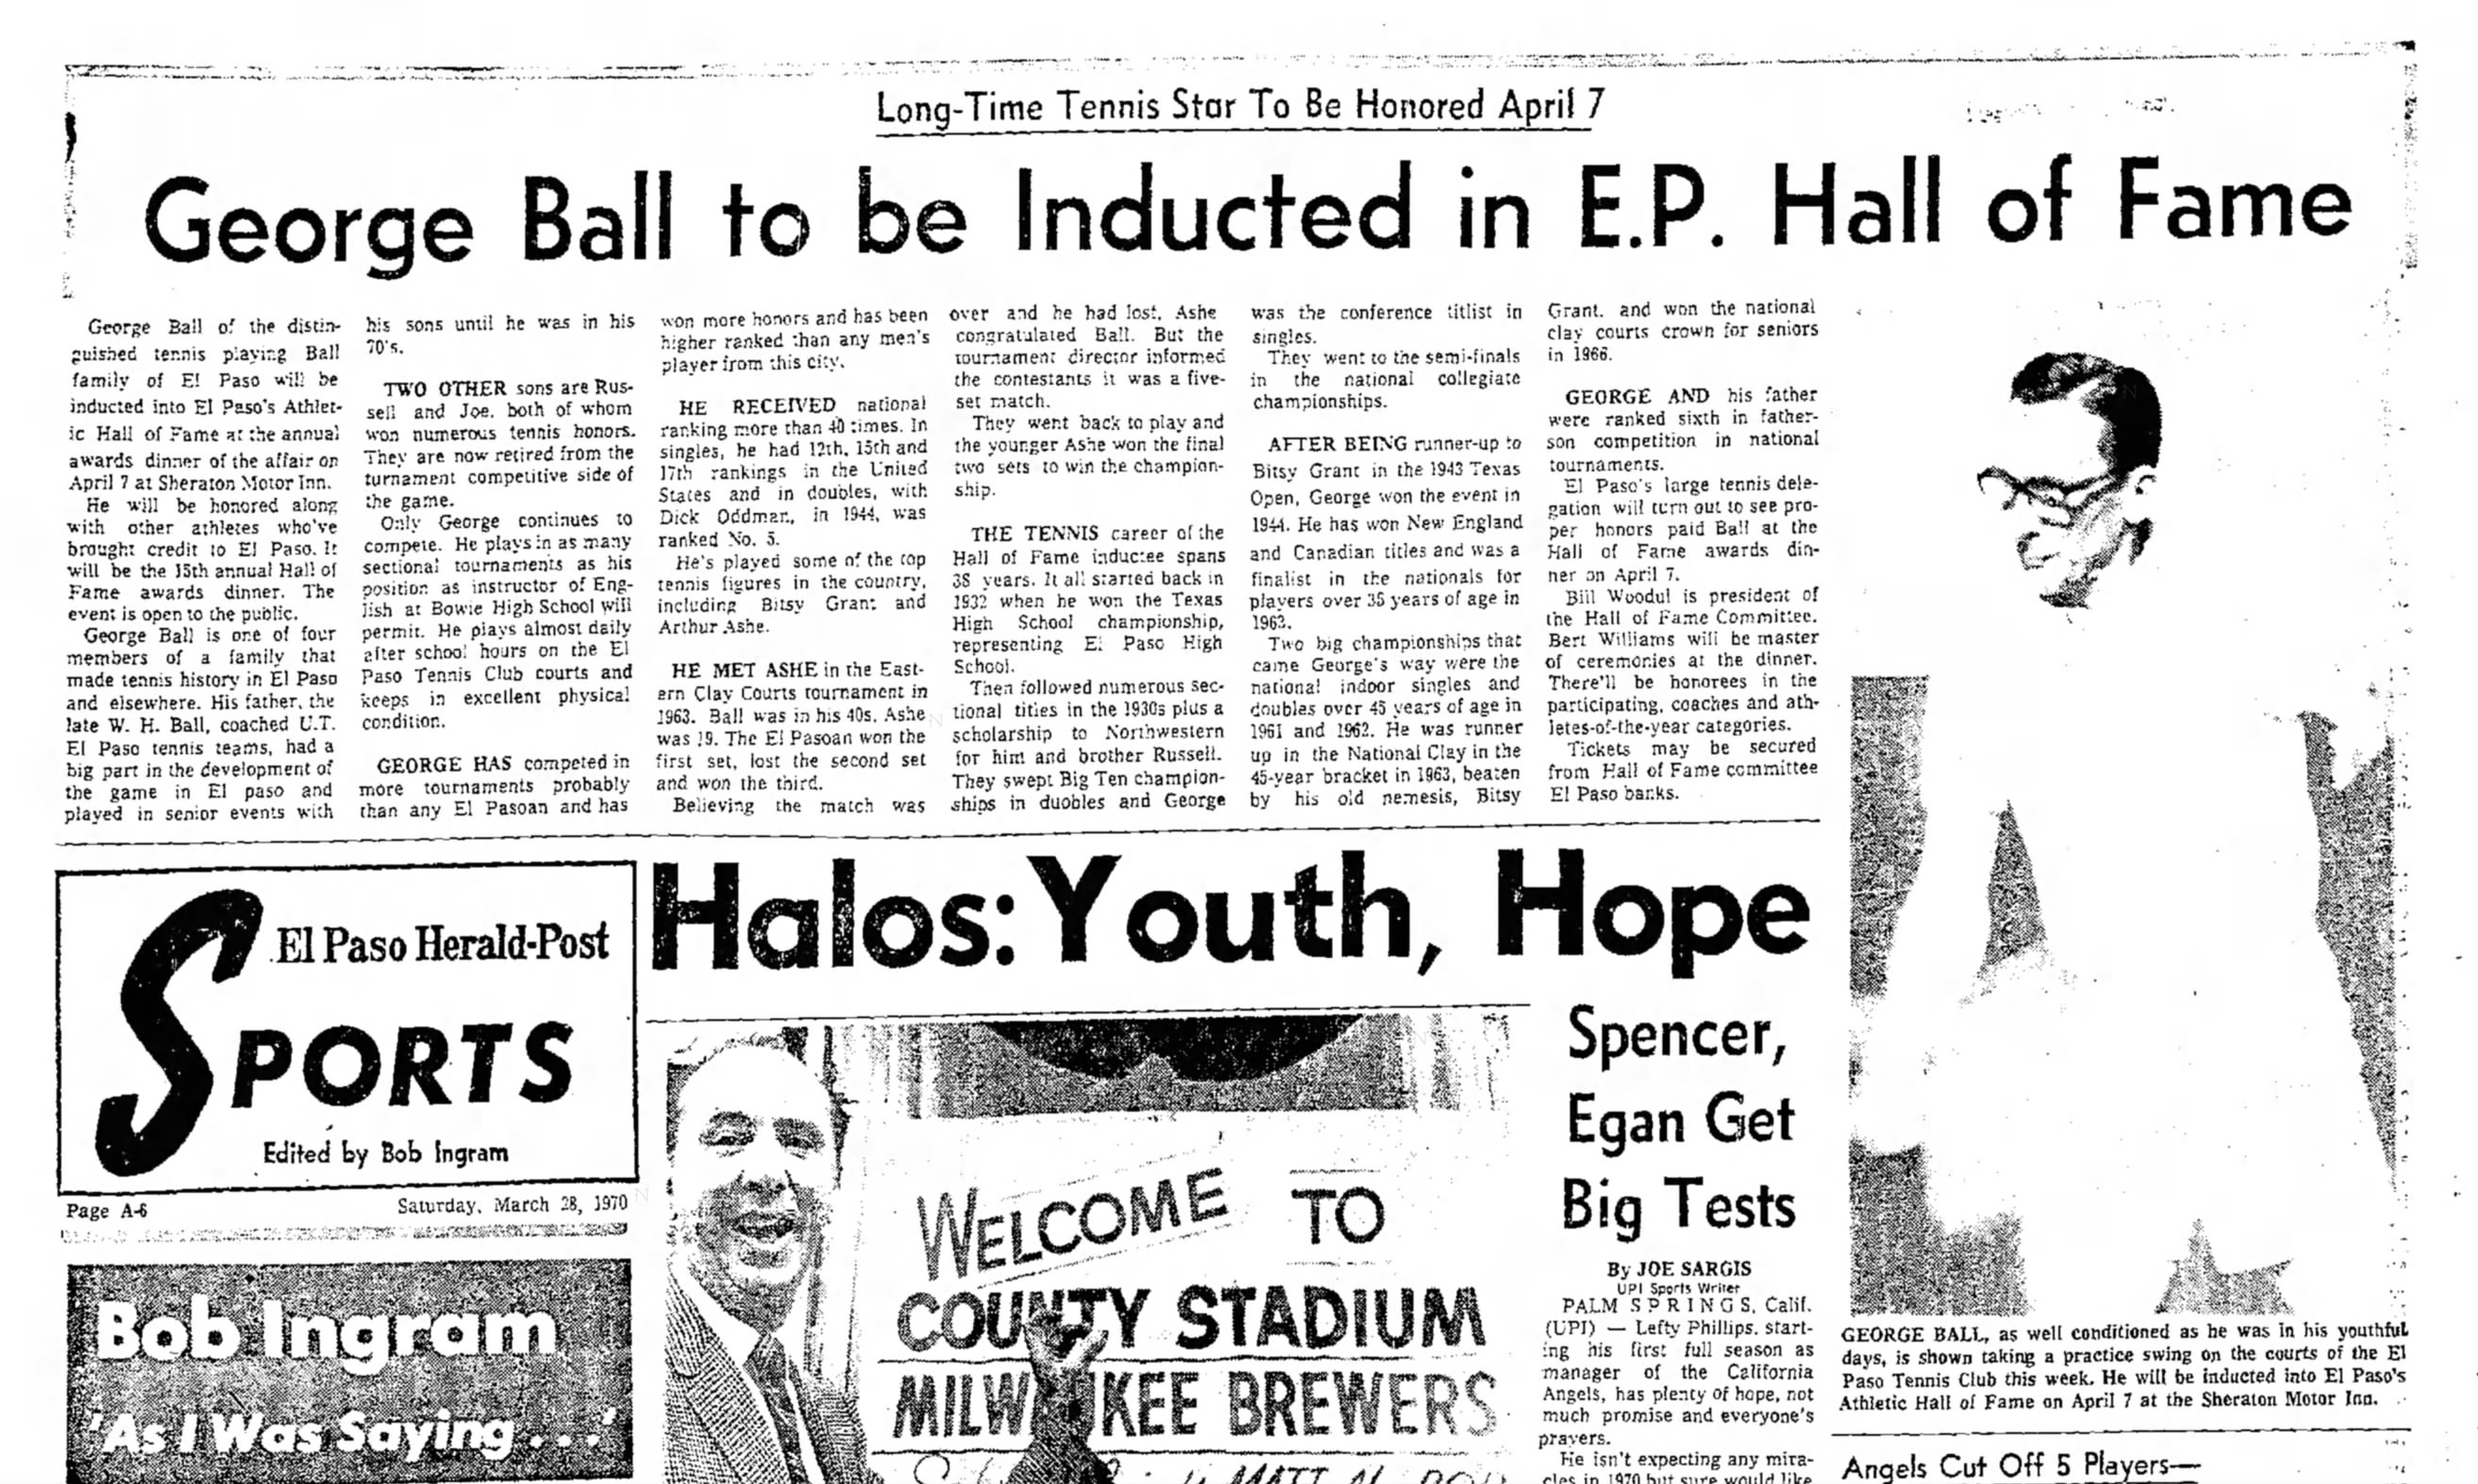 Long-Time Tennis Star To Be Honored April 7
George Ball to be Inducted in E.P. Hall of Fame
George Ball of the distin-
guished tennis playing Ball
family of El Paso will be
inducted into El Paso's Athlet-
ic Hall of Fame at the annual
awards dinner of the affair on
April 7 at Sheraton Motor Inn.
He will be honored along
with other athletes who've
brought credit to El Paso. It
will be the 15th annual Hall of
Fame awards dinner. The
event is open to the public.
George Ball is one of four
members of a family that
made tennis history in El Paso
and elsewhere. His father, the
late W. H. Ball, coached U.T.
El Paso tennis teams, had a
big part in the development of
the game in El paso and
played in senior events with
his sons until he was in his
70's.
TWO OTHER sons are Rus-
sell and Joe, both of whom
won numerous tennis honors.
They are now retired from the
turnament competitive side of
the game.
Only George continues to
compete. He plays in as many
sectional tournaments as his
position as instructor of Eng-
lish at Bowie High School will
permit. He plays almost daily
after school hours on the El
Paso Tennis Club courts and
keeps in excellent physical
condition.
GEORGE HAS competed in
more tournaments probably
than any El Pasoan and has
won more honors and has been
higher ranked than any men's
player from this city.
HE RECEIVED national
ranking more than 40 times. In
singles, he had 12th, 15th and
17th rankings in the United
States and in doubles, with
Dick Oddman, in 1944, was
ranked No. 5.
He's played some of the top
tennis figures in the country,
including Bitsy Grant and
Arthur Ashe.
HE MET ASHE in the East-
ern Clay Courts tournament in
1963. Ball was in his 40s, Ashe
was 19. The El Pasoan won the
first set, lost the second set
and won the third.
Believing the match was
over and he had lost, Ashe
congratulated Ball. But the
tournament director informed
the contestants it was a five-
set match.
They went back to play and
the younger Ashe won the final
two sets to win the champion-
ship.
THE TENNIS career of the
Hall of Fame inductee spans
38 years. It all started back in
1932 when he won the Texas
High School championship,
representing El Paso High
School.
Then followed numerous sec-
tional titles in the 1930s plus a
scholarship to Northwestern
for him and brother Russell.
They swept Big Ten champion-
ships in duobles and George
was the conference titlist in
singles.
They went to the semi-finals
in the national collegiate
championships.
AFTER BEING runner-up to
Bitsy Grant in the 1943 Texas
Open, George won the event in
1944. He has won New England
and Canadian titles and was a
finalist in the nationals for
players over 35 years of age in
1963.
Two big championships that
came George's way were the
national indoor singles and
doubles over 45 years of age in
1961 and 1962. He was runner
up in the National Clay in the
45-year bracket in 1963, beaten
by his old nemesis, Bitsy
Grant. and won the national
clay courts crown for seniors
in 1966.
GEORGE AND his father
were ranked sixth in father-
son competition in national
tournaments.
El Paso's large tennis dele-
gation will turn out to see pro-
per honors paid Ball at the
Hall of Fame awards din-
ner on April 7.
Bill Woodul is president of
the Hall of Fame Committee.
Bert Williams will be master
of ceremonies at the dinner.
There'll be honorees in the
participating, coaches and ath-
letes-of-the-year categories.
Tickets may be secured
from Hall of Fame committee
El Paso banks.
GEORGE BALL, as well conditioned as he was in his youthful
days, is shown taking a practice swing on the courts of the El
Paso Tennis Club this week. He will be inducted into El Paso's
Athletic Hall of Fame on April 7 at the Sheraton Motor Inn.
El Paso Herald-Post
SPORTS
Edited by Bob Ingram
Page A-6
Saturday, March 28, 1970
Bob Ingram
'As I Was Saying . . .'
Halos: Youth, Hope
WELCOME TO
COUNTY STADIUM
MILWAUKEE BREWERS
Spencer,
Egan Get
Big Tests
By JOE SARGIS
UPI Sports Writer
PALM SPRINGS, Calif.
(UPI) — Lefty Phillips, start-
ing his first full season as
manager of the California
Angels, has plenty of hope, not
much promise and everyone's
prayers.
He isn't expecting any mira-
cles in 1970 but sure would like
Angels Cut Off 5 Players—